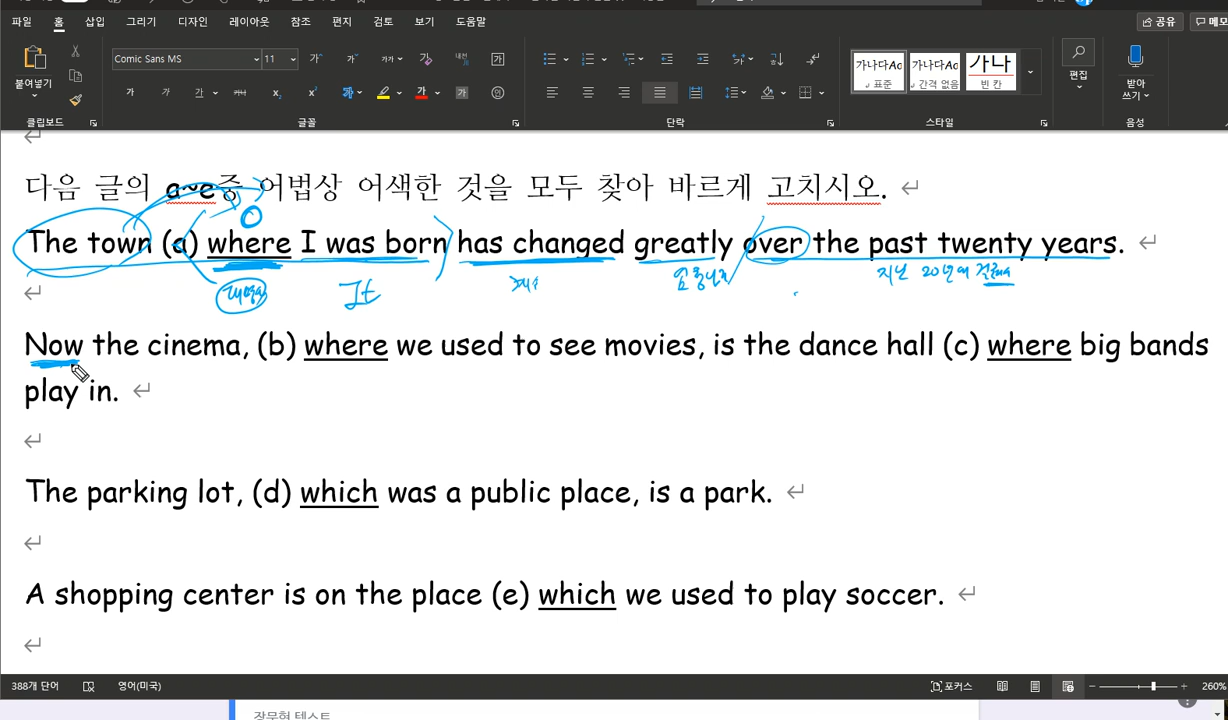 파일 홈 삽입 그리기 디자인 레이아웃 참조 편지 검토 보기 도움말 공유 메모
Comic Sans MS 11
붙여넣기 편집 받아
쓰기
가나다AC 가나다AC 가나
표준 간격 없음 빈 칸
클립보드 글꼴 단락 스타일 음성
다음 글의 a~e중 어법상 어색한 것을 모두 찾아 바르게 고치시오.
The town (a) where I was born has changed greatly over the past twenty years.
지난 20년에
Now the cinema, (b) where we used to see movies, is the dance hall (c) where big bands
play in.
The parking lot, (d) which was a public place, is a park.
A shopping center is on the place (e) which we used to play soccer.
388개 단어 영어(미국) 포커스 260%